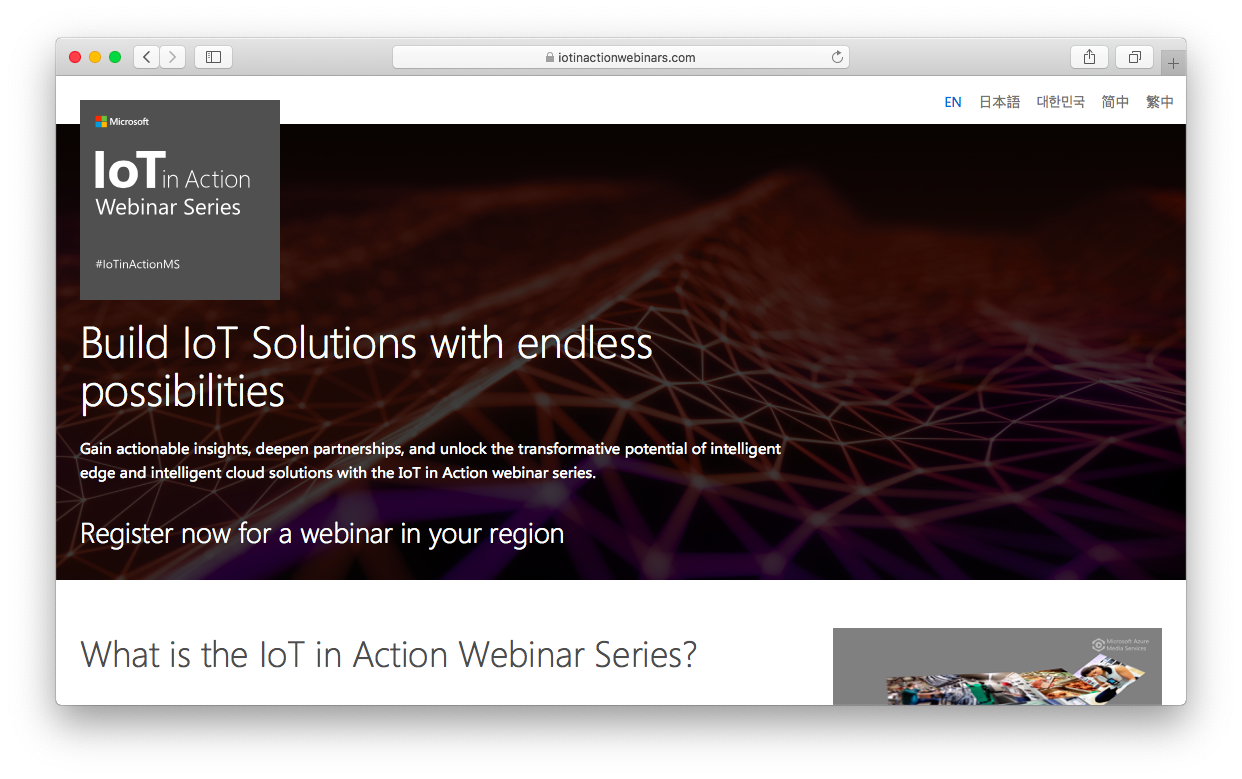 iotinactionwebinars.com
EN 日本語 대한민국 简中 繁中
Microsoft
IoT in Action
Webinar Series
#IoTinActionMS
Build IoT Solutions with endless
possibilities
Gain actionable insights, deepen partnerships, and unlock the transformative potential of intelligent
edge and intelligent cloud solutions with the IoT in Action webinar series.
Register now for a webinar in your region
What is the IoT in Action Webinar Series?
Microsoft Azure
Media Services